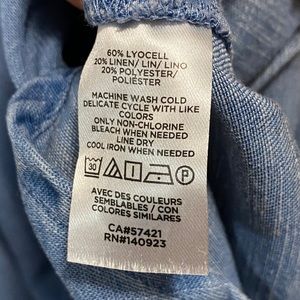 60% LYOCELL
20% LINEN/ LIN/ LINO
20% POLYESTER/
POLIÉSTER
MACHINE WASH COLD
DELICATE CYCLE WITH LIKE
COLORS
ONLY NON-CHLORINE
BLEACH WHEN NEEDED
LINE DRY
COOL IRON WHEN NEEDED
30 P
AVEC DES COULEURS
SEMBLABLES / CON
COLORES SIMILARES
CA#57421
RN#140923